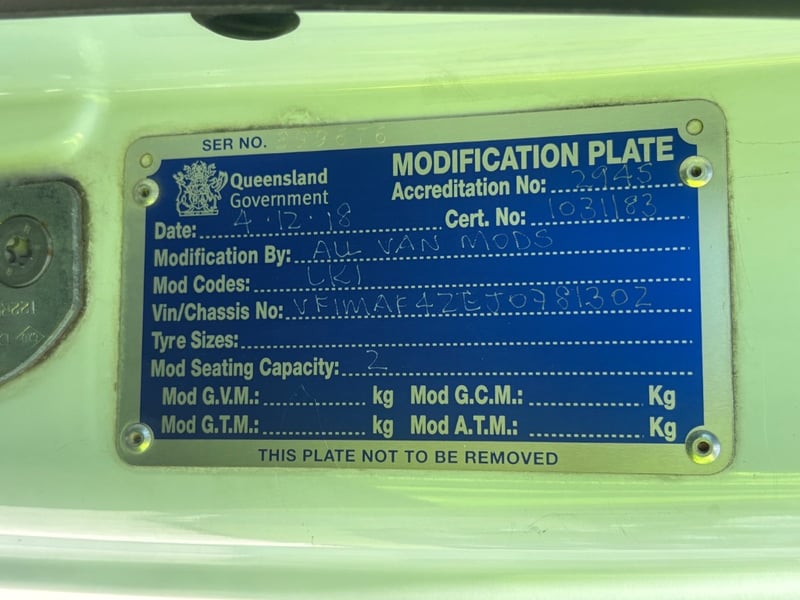 SER NO.
MODIFICATION PLATE
Queensland Government
Accreditation No: 2945
Date: 4.12.18 Cert. No: 1031183
Modification By: ALL VAN MODS
Mod Codes: LK1
Vin/Chassis No: VF1MAF4ZEJ0781302
Tyre Sizes:
Mod Seating Capacity: 2
Mod G.V.M.: kg Mod G.C.M.: Kg
Mod G.T.M.: kg Mod A.T.M.: Kg
THIS PLATE NOT TO BE REMOVED